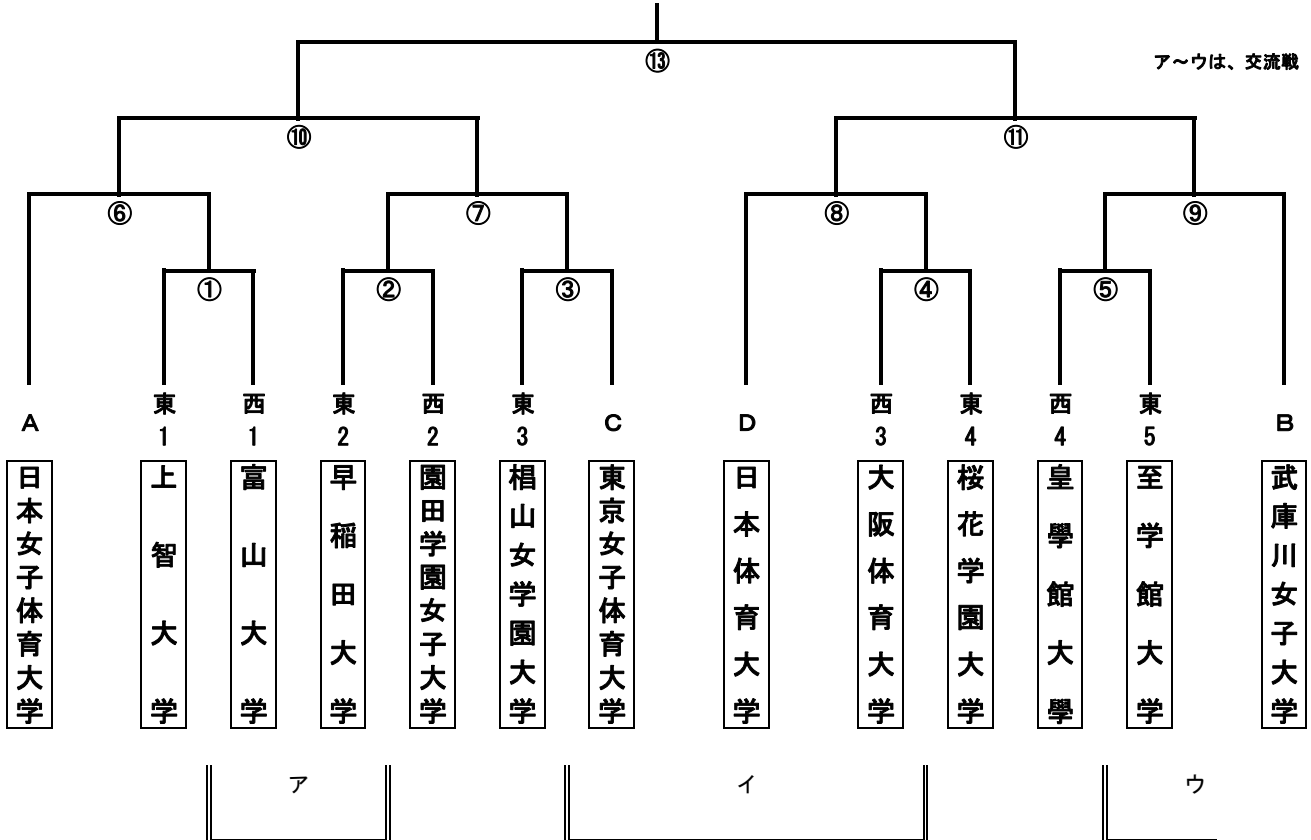 ⑬
ア～ウは、交流戦
⑩
⑪
⑥
⑦
⑧
⑨
①
②
③
④
⑤
A
東1
西1
東2
西2
東3
C
D
西3
東4
西4
東5
B
日本女子体育大学
上智大学
富山大学
早稲田大学
園田学園女子大学
椙山女学園大学
東京女子体育大学
日本体育大学
大阪体育大学
桜花学園大学
皇學館大學
至学館大学
武庫川女子大学
ア
イ
ウ